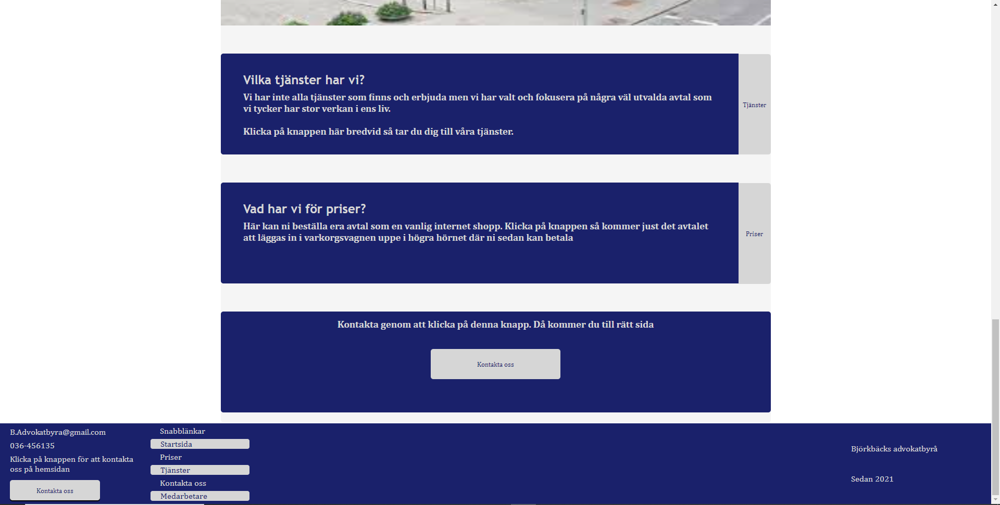 Vilka tjänster har vi?
Vi har inte alla tjänster som finns och erbjuda men vi har valt och fokusera på några väl utvalda avtal som
vi tycker har stor verkan i ens liv.
Klicka på knappen här bredvid så tar du dig till våra tjänster.
Tjänster
Vad har vi för priser?
Här kan ni beställa era avtal som en vanlig internet shopp. Klicka på knappen så kommer just det avtalet
att läggas in i varkorgsvagnen uppe i högra hörnet där ni sedan kan betala
Priser
Kontakta genom att klicka på denna knapp. Då kommer du till rätt sida
Kontakta oss
B.Advokatbyra@gmail.com
036-456135
Klicka på knappen för att kontakta
oss på hemsidan
Kontakta oss
Snabblänkar
Startsida
Priser
Tjänster
Kontakta oss
Medarbetare
Björkbäcks advokatbyrå
Sedan 2021